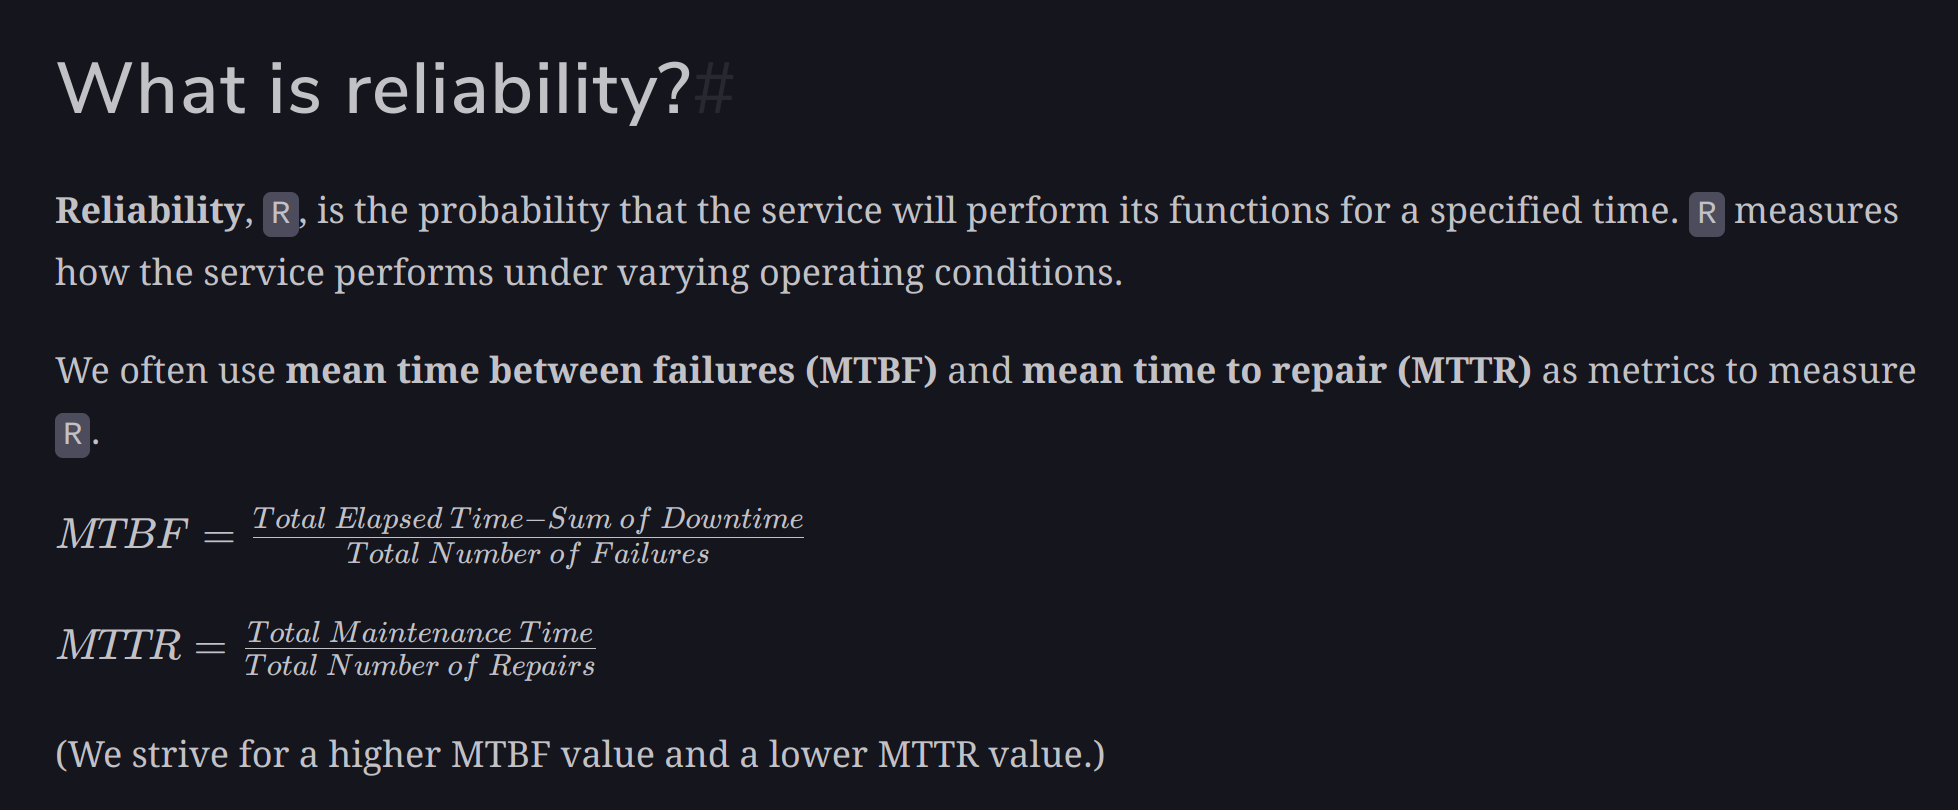 What is reliability?#
Reliability, R, is the probability that the service will perform its functions for a specified time. R measures
how the service performs under varying operating conditions.
We often use mean time between failures (MTBF) and mean time to repair (MTTR) as metrics to measure
R.
MTBF = \frac{Total Elapsed Time−Sum of Downtime}{Total Number of Failures}
MTTR = \frac{Total Maintenance Time}{Total Number of Repairs}
(We strive for a higher MTBF value and a lower MTTR value.)